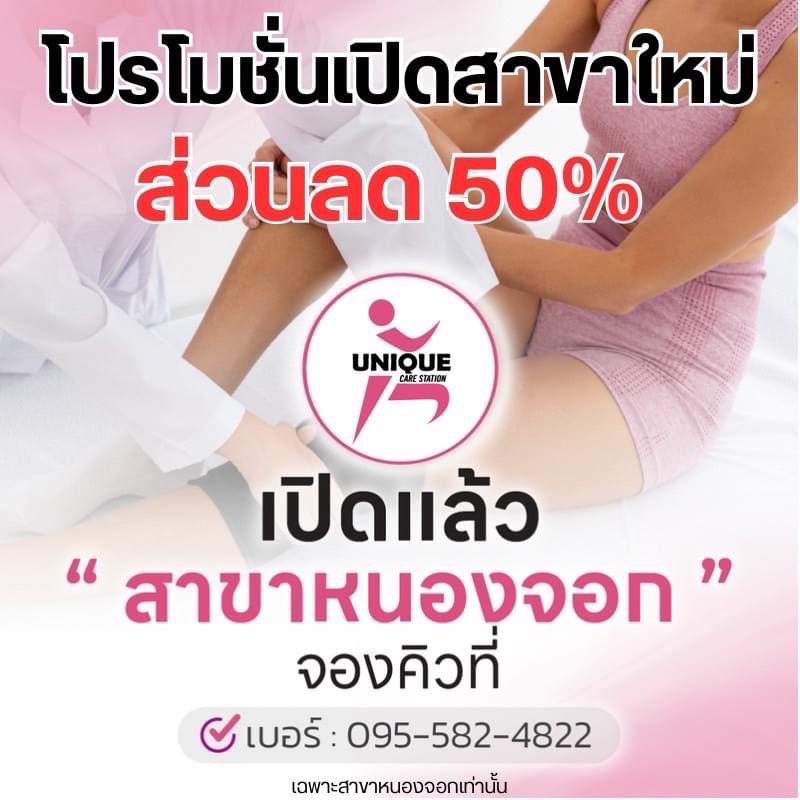 โปรโมชั่นเปิดสาขาใหม่
ส่วนลด 50%
UNIQUE
CARE STATION
เปิดแล้ว
“ สาขาหนองจอก ”
จองคิวที่
เบอร์ : 095-582-4822
เฉพาะสาขาหนองจอกเท่านั้น